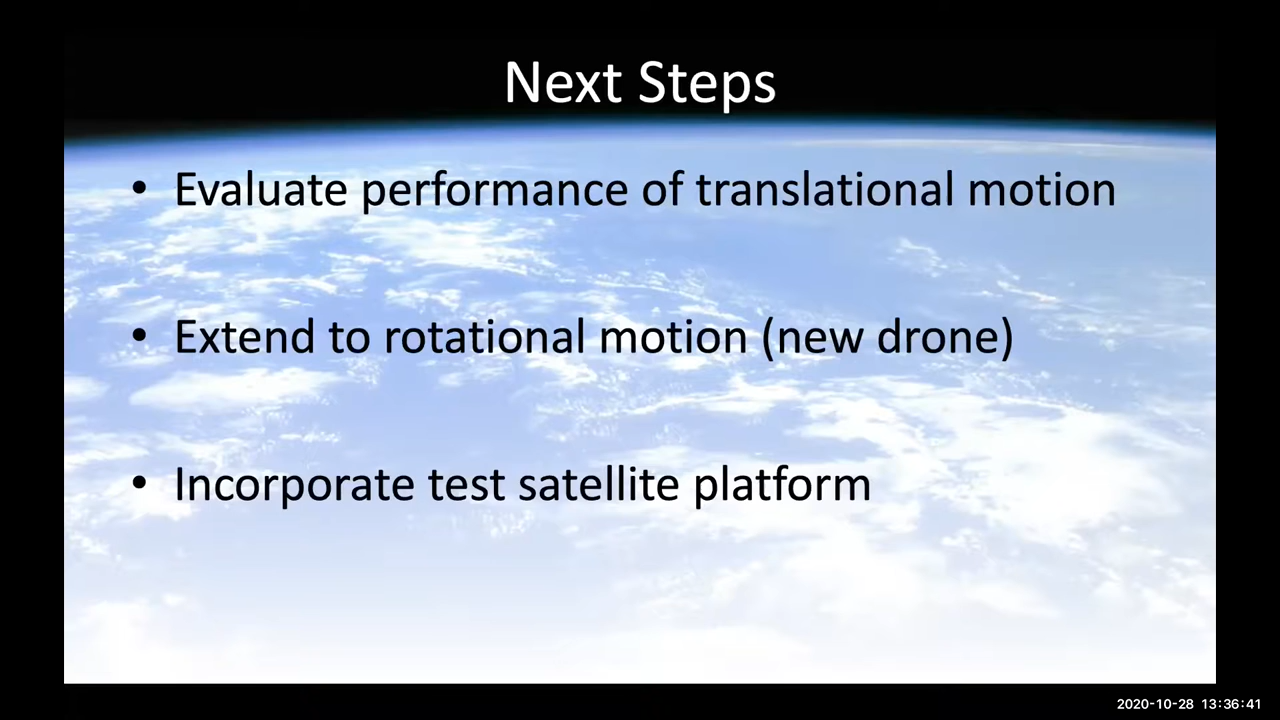 Next Steps
• Evaluate performance of translational motion
• Extend to rotational motion (new drone)
• Incorporate test satellite platform
2020-10-28 13:36:41